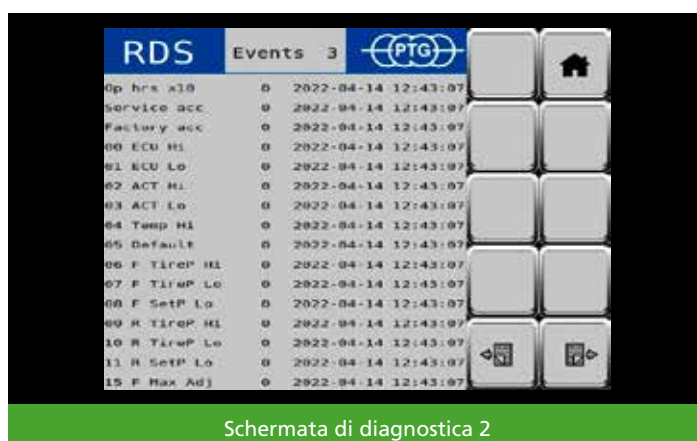 RDS Events 3 PTG
Op hrs x10 0 2022-04-14 12:43:07
Service acc 0 2022-04-14 12:43:07
Factory acc 0 2022-04-14 12:43:07
00 ECU Hi 0 2022-04-14 12:43:07
01 ECU Lo 0 2022-04-14 12:43:07
02 ACT Hi 0 2022-04-14 12:43:07
03 ACT Lo 0 2022-04-14 12:43:07
04 Temp Hi 0 2022-04-14 12:43:07
05 Default 0 2022-04-14 12:43:07
06 F TireP Hi 0 2022-04-14 12:43:07
07 F TireP Lo 0 2022-04-14 12:43:07
08 F SetP Lo 0 2022-04-14 12:43:07
09 R TireP Hi 0 2022-04-14 12:43:07
10 R TireP Lo 0 2022-04-14 12:43:07
11 R SetP Lo 0 2022-04-14 12:43:07
15 F Max Adj 0 2022-04-14 12:43:07
Schermata di diagnostica 2